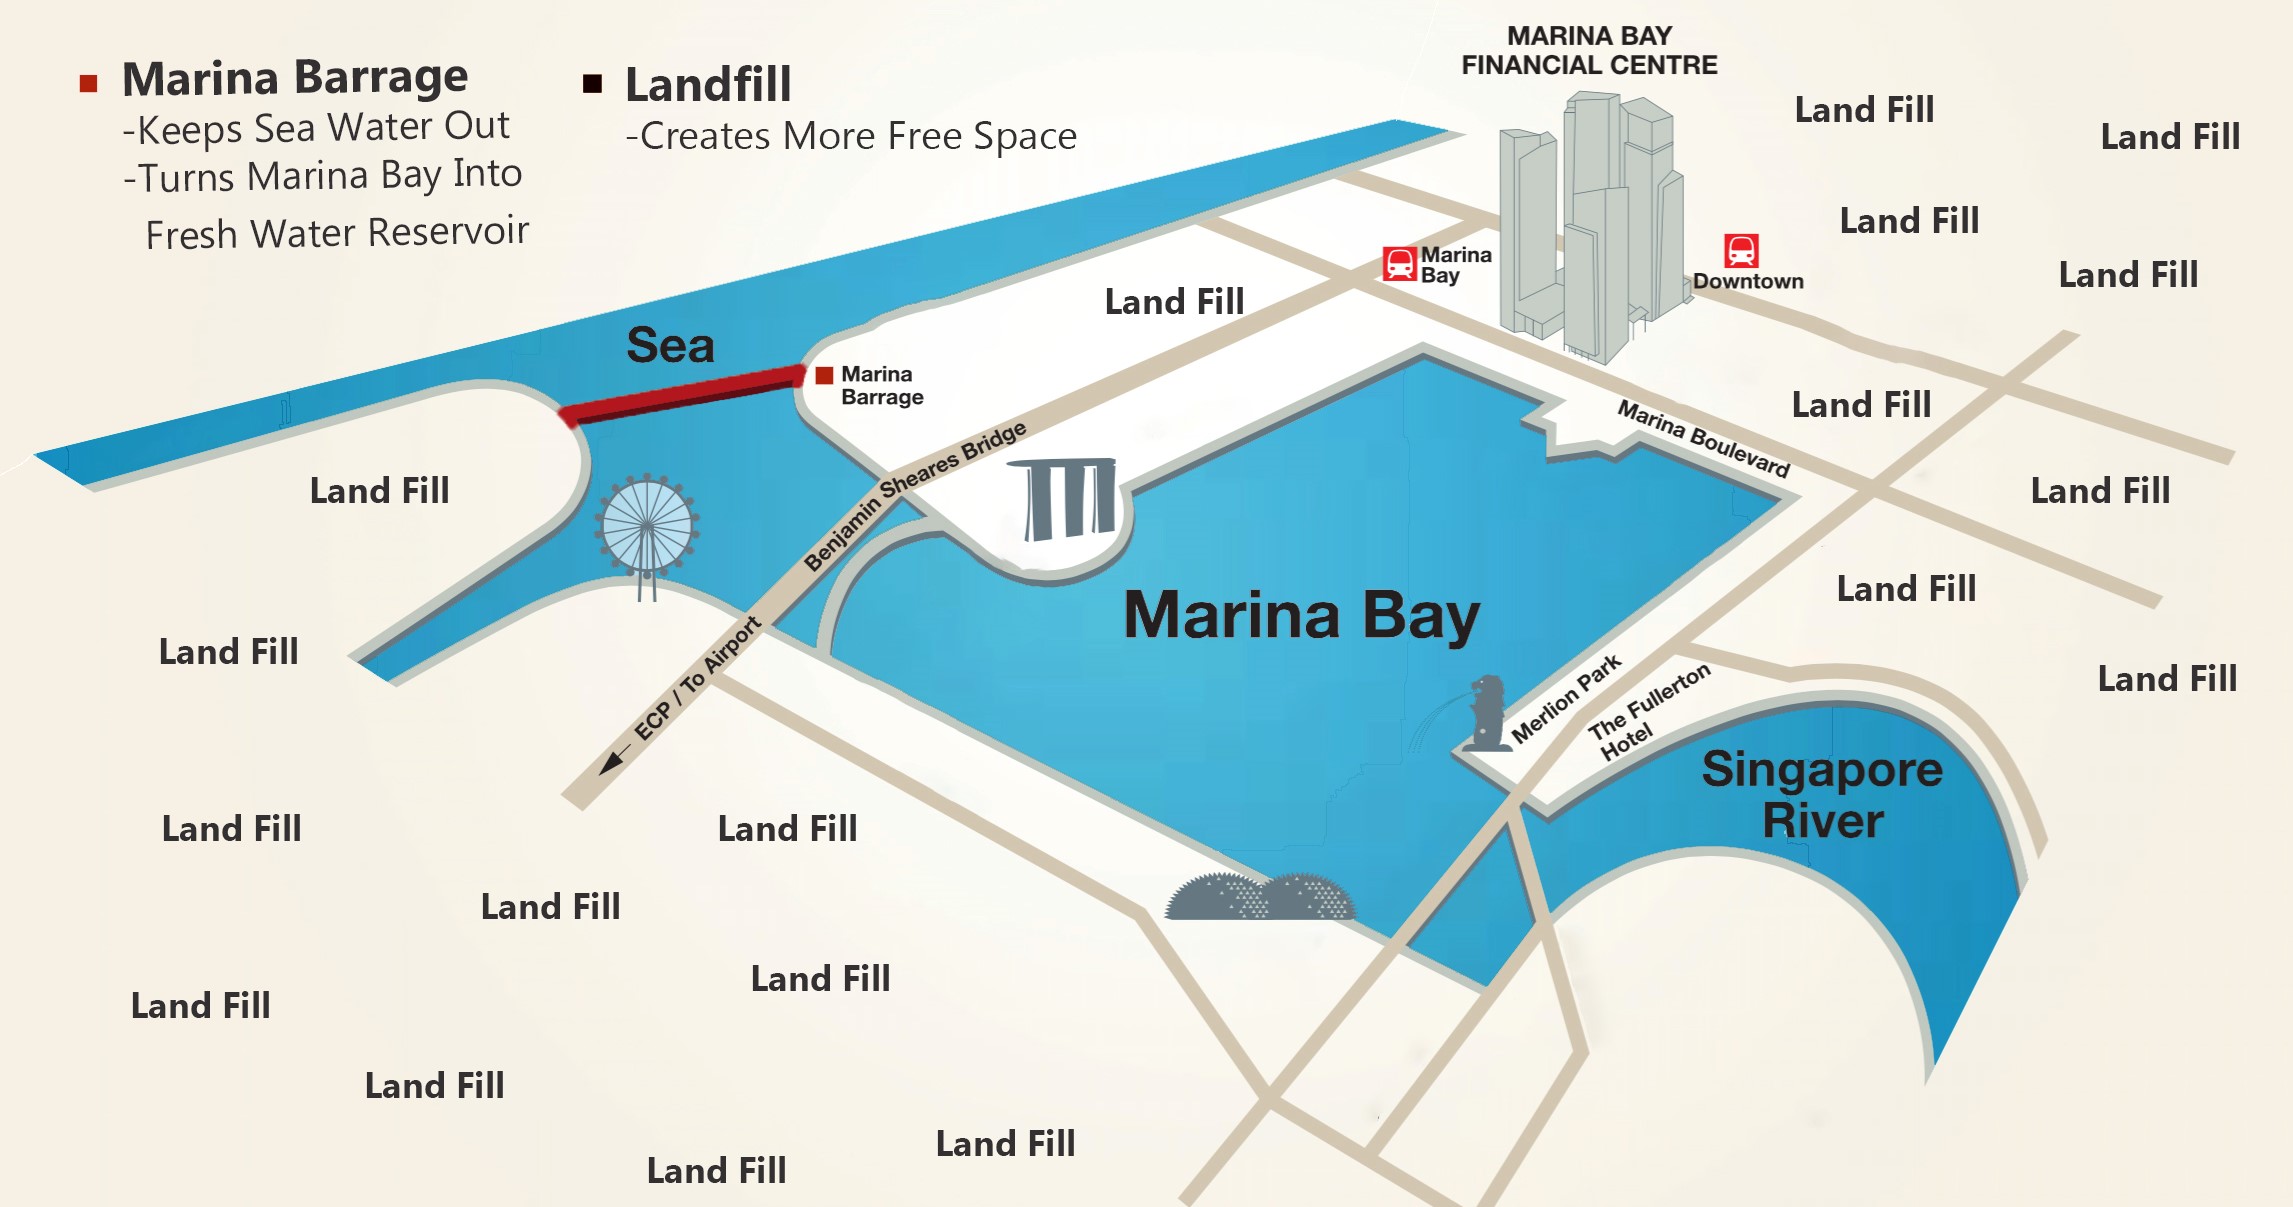 Marina Barrage
-Keeps Sea Water Out
-Turns Marina Bay Into
Fresh Water Reservoir
Landfill
-Creates More Free Space
MARINA BAY
FINANCIAL CENTRE
Land Fill
Land Fill
Land Fill
Land Fill
Marina
Bay
Downtown
Land Fill
Sea
Marina
Barrage
Land Fill
Marina Boulevard
Benjamin Sheares Bridge
Land Fill
Land Fill
Marina Bay
Land Fill
Land Fill
ECP / To Airport
Merlion Park
The Fullerton
Hotel
Land Fill
Singapore
River
Land Fill
Land Fill
Land Fill
Land Fill
Land Fill
Land Fill
Land Fill
Land Fill